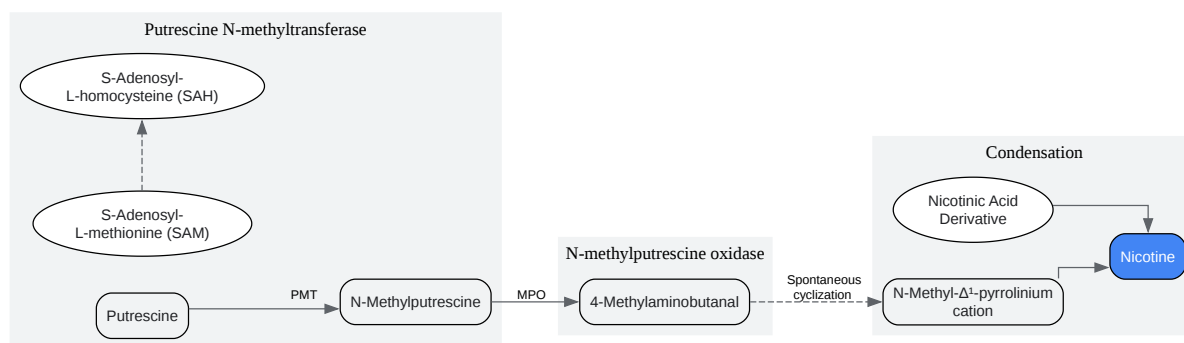 Putrescine N-methyltransferase
S-Adenosyl-
L-homocysteine (SAH)
S-Adenosyl-
L-methionine (SAM)
Putrescine
PMT
N-Methylputrescine
MPO
N-methylputrescine oxidase
4-Methylaminobutanal
Spontaneous
cyclization
Condensation
Nicotinic Acid
Derivative
Nicotine
N-Methyl-Δ¹-pyrrolinium
cation